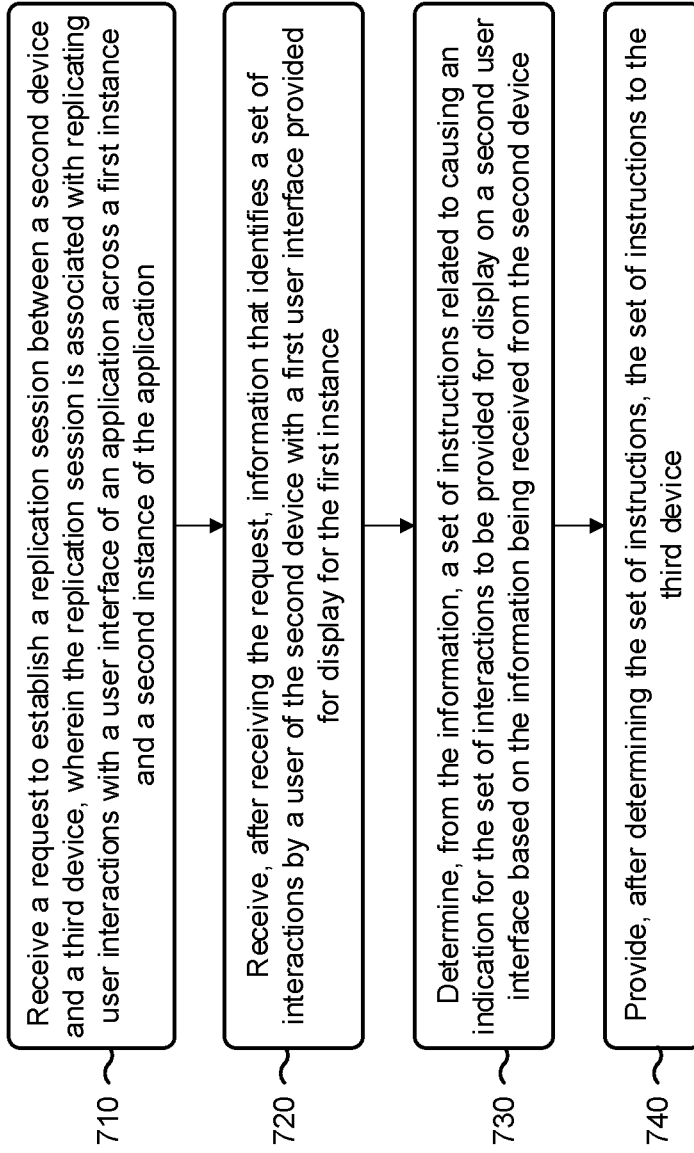 710
Receive a request to establish a replication session between a second device
and a third device, wherein the replication session is associated with replicating
user interactions with a user interface of an application across a first instance
and a second instance of the application
720
Receive, after receiving the request, information that identifies a set of
interactions by a user of the second device with a first user interface provided
for display for the first instance
730
Determine, from the information, a set of instructions related to causing an
indication for the set of interactions to be provided for display on a second user
interface based on the information being received from the second device
740
Provide, after determining the set of instructions, the set of instructions to the
third device